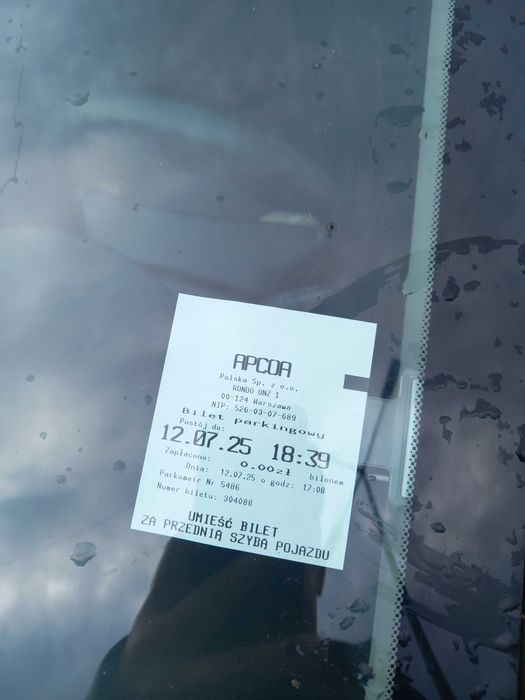 APCOA
Polska Sp. z o.o.
RONDO ONZ 1
00-124 Warszawa
NIP: 526-03-07-689
Bilet parkingowy
Postój do:
12.07.25 18:39
Zapłacono: 0.00zł bilonem
Dnia: 12.07.25 o godz: 17:08
Parkometr Nr 5486
Numer biletu: 304088
UMIEŚĆ BILET
ZA PRZEDNIĄ SZYBĄ POJAZDU